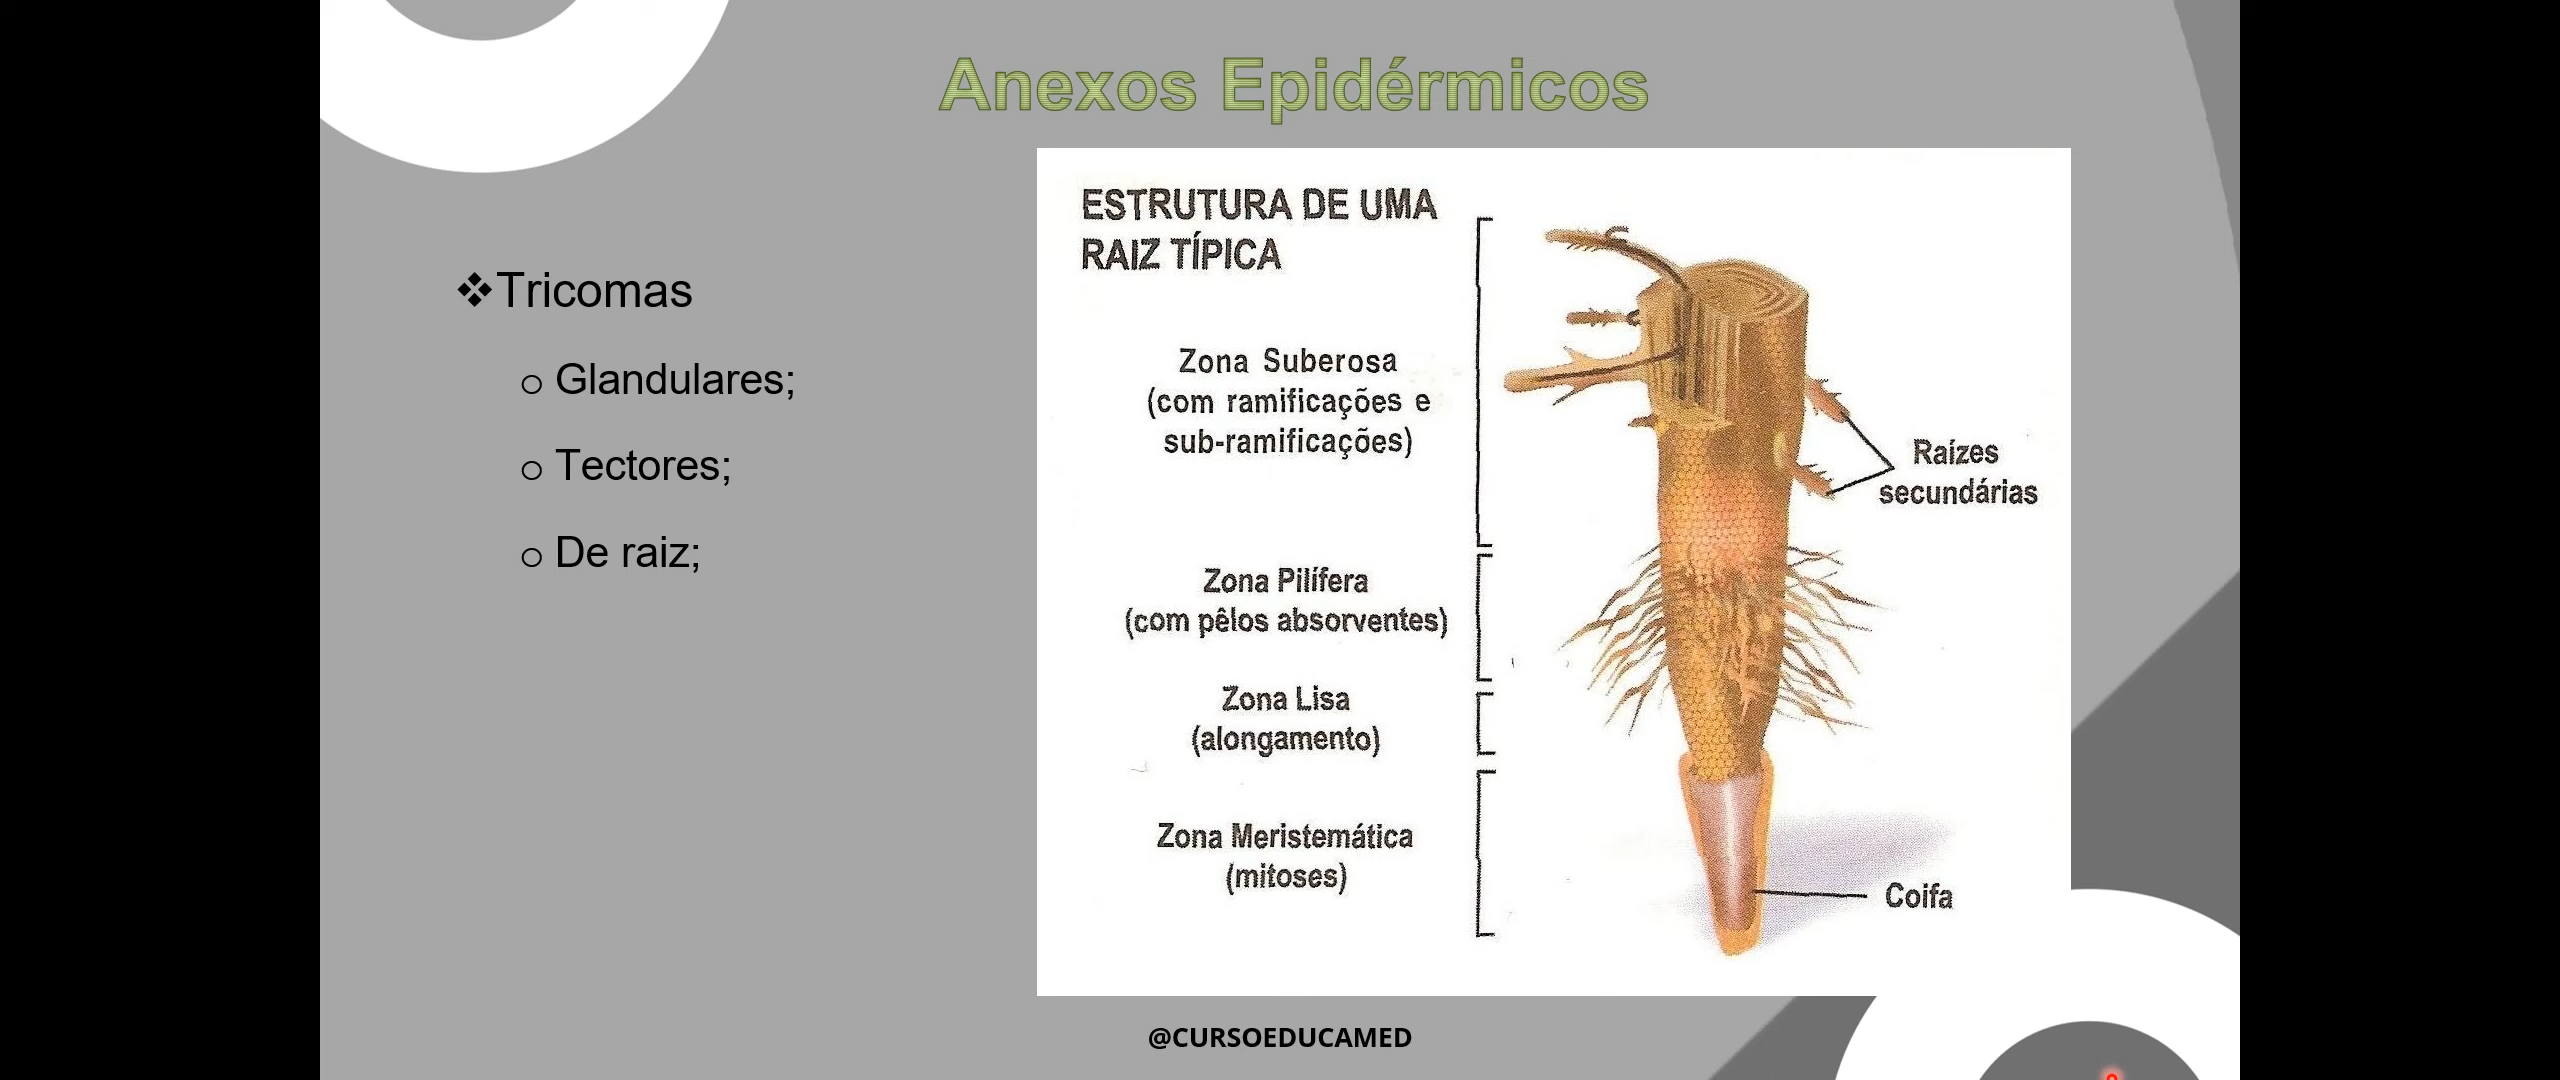 Anexos Epidérmicos
❖Tricomas
o Glandulares;
o Tectores;
o De raiz;
ESTRUTURA DE UMA
RAIZ TÍPICA
Zona Suberosa
(com ramificações e
sub-ramificações)
Raízes
secundárias
Zona Pilífera
(com pêlos absorventes)
Zona Lisa
(alongamento)
Zona Meristemática
(mitoses)
Coifa
@CURSOEDUCAMED